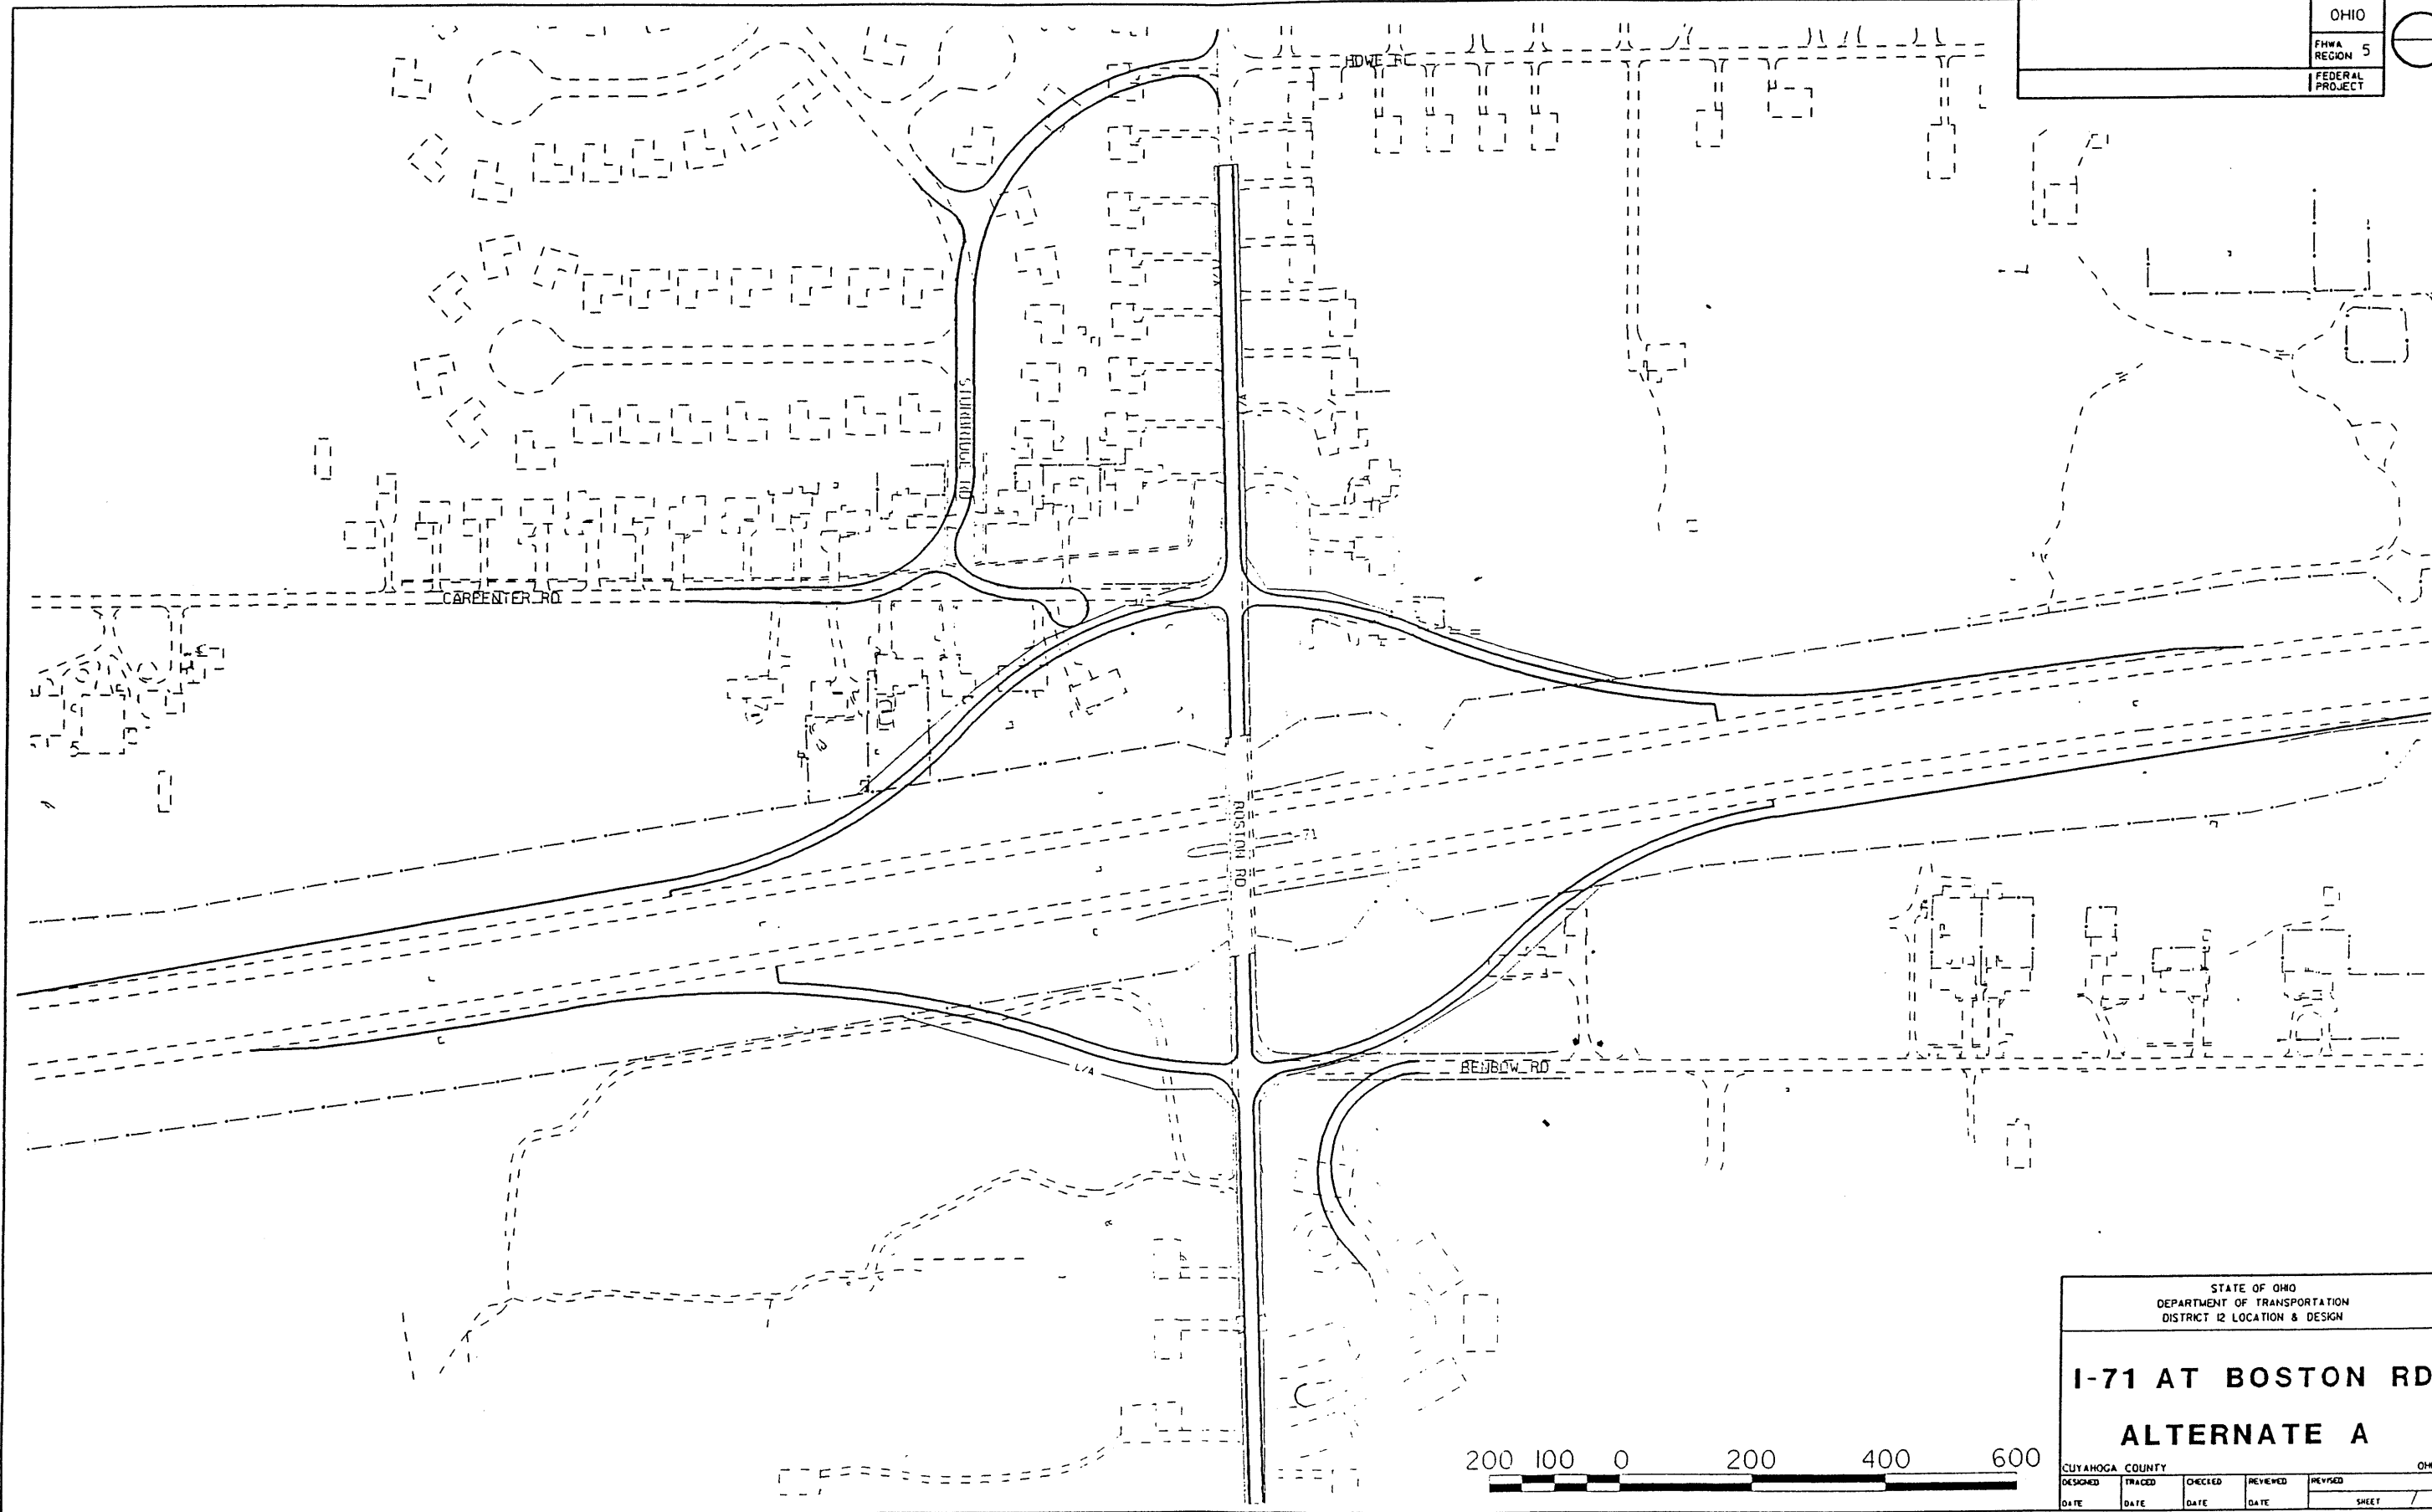 OHIO
FHWA
REGION 5
FEDERAL
PROJECT
HOWE RD
STURBRIDGE RD
CARPENTER RD
BOSTON RD
I-71
BENBOW RD
L/A
200 100 0 200 400 600
STATE OF OHIO
DEPARTMENT OF TRANSPORTATION
DISTRICT 12 LOCATION & DESIGN
I-71 AT BOSTON RD
ALTERNATE A
CUYAHOGA COUNTY
DESIGNED TRACED CHECKED REVIEWED REVISED
DATE DATE DATE DATE SHEET